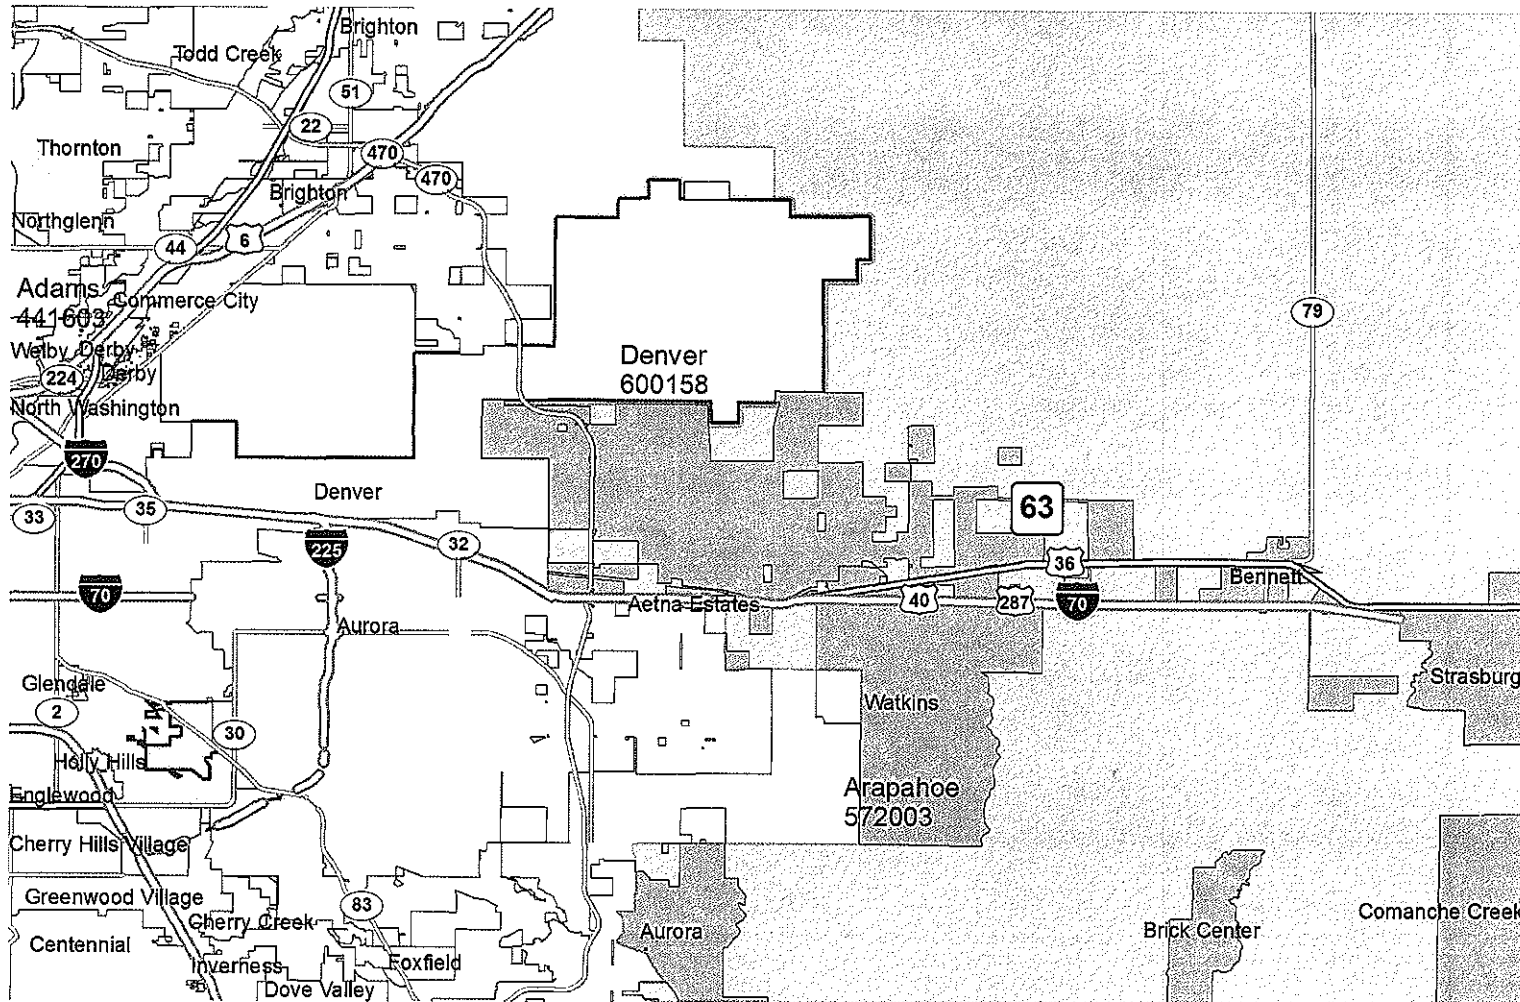 Brighton
Todd Creek
51
22
Thornton
470
470
Brighton
Northglenn
44
6
Adams
441603
Commerce City
79
Welby
Derby
Derby
Denver
600158
224
North Washington
270
Denver
63
33
35
32
225
36
Bennett
70
Aetna Estates
40
287
70
Aurora
Glendale
Strasburg
2
30
Watkins
Holly Hills
Englewood
Arapahoe
572003
Cherry Hills Village
Greenwood Village
83
Cherry Creek
Comanche Creek
Centennial
Aurora
Brick Center
Inverness
Foxfield
Dove Valley